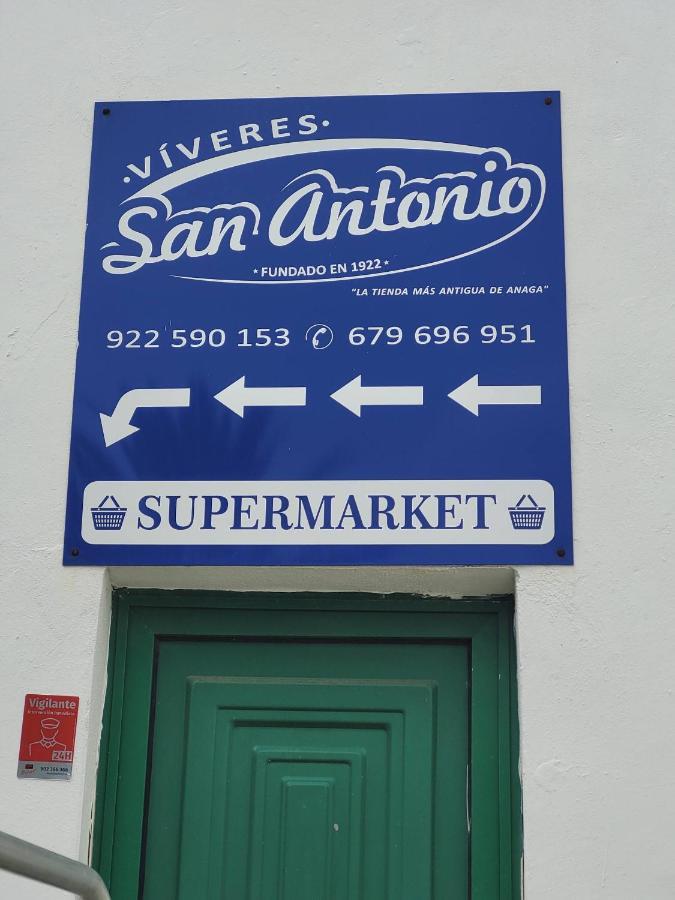 ·VÍVERES·
San Antonio
* FUNDADO EN 1922 *
"LA TIENDA MÁS ANTIGUA DE ANAGA"
922 590 153 679 696 951
SUPERMARKET
Vigilante
24H